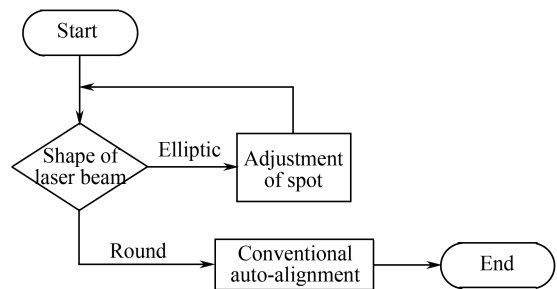 Start
Shape of
laser beam
Elliptic
Adjustment
of spot
Round
Conventional
auto-alignment
End